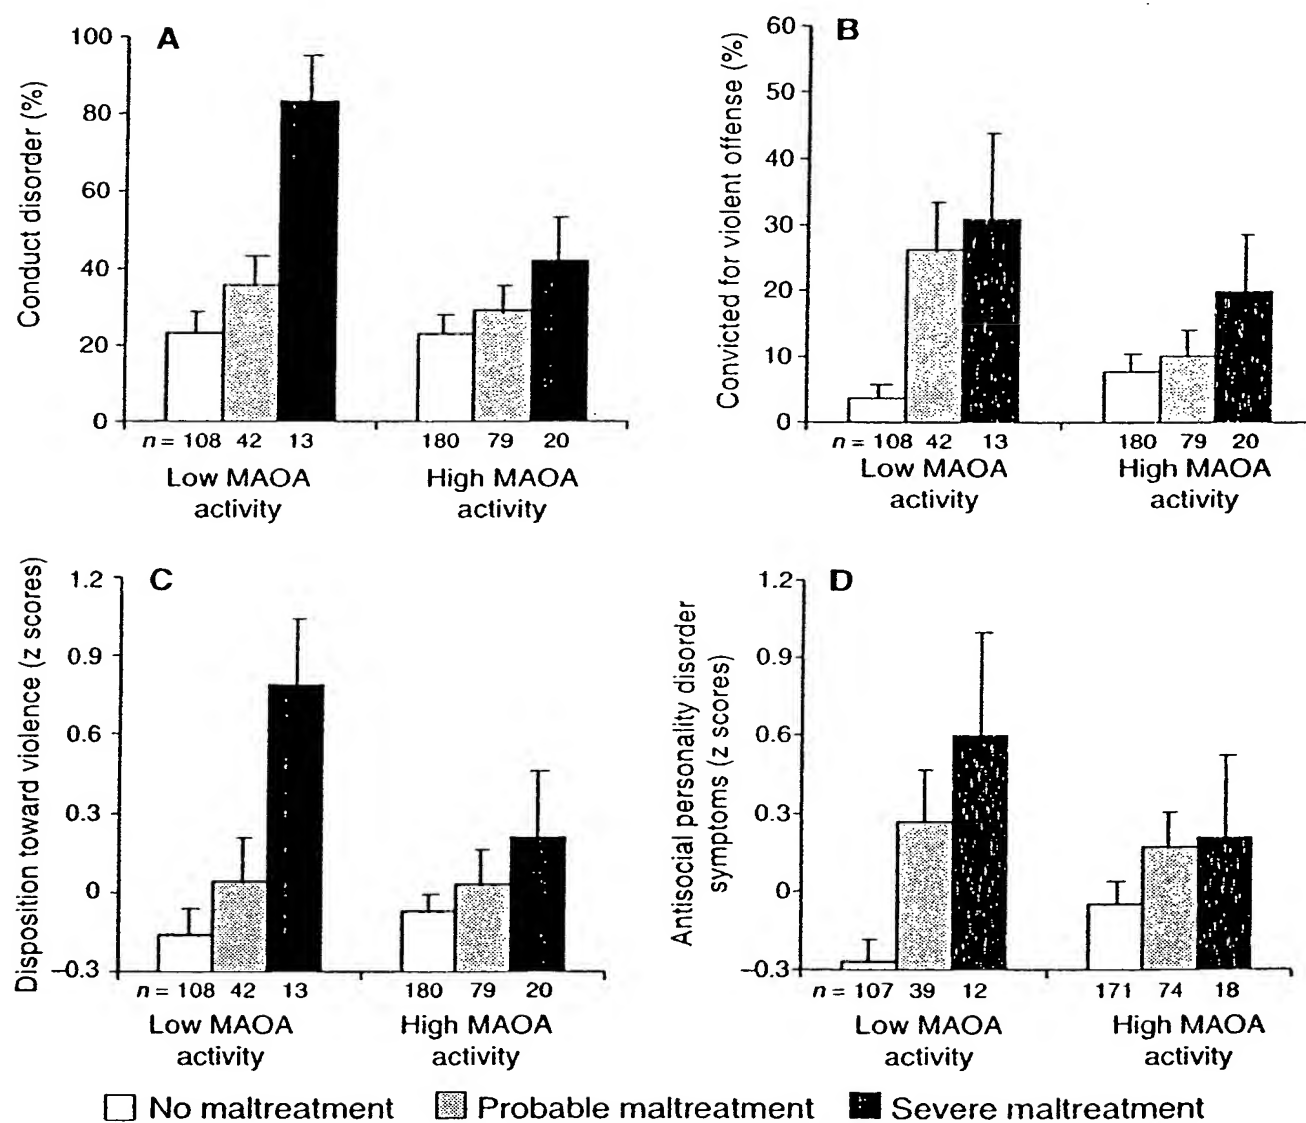 A
Conduct disorder (%)
100
80
60
40
20
0
n = 108 42 13
180 79 20
Low MAOA
activity
High MAOA
activity
B
Convicted for violent offense (%)
60
50
40
30
20
10
0
n = 108 42 13
180 79 20
Low MAOA
activity
High MAOA
activity
C
Disposition toward violence (z scores)
1.2
0.9
0.6
0.3
0
–0.3
n = 108 42 13
180 79 20
Low MAOA
activity
High MAOA
activity
D
Antisocial personality disorder
symptoms (z scores)
1.2
0.9
0.6
0.3
0
–0.3
n = 107 39 12
171 74 18
Low MAOA
activity
High MAOA
activity
No maltreatment Probable maltreatment Severe maltreatment